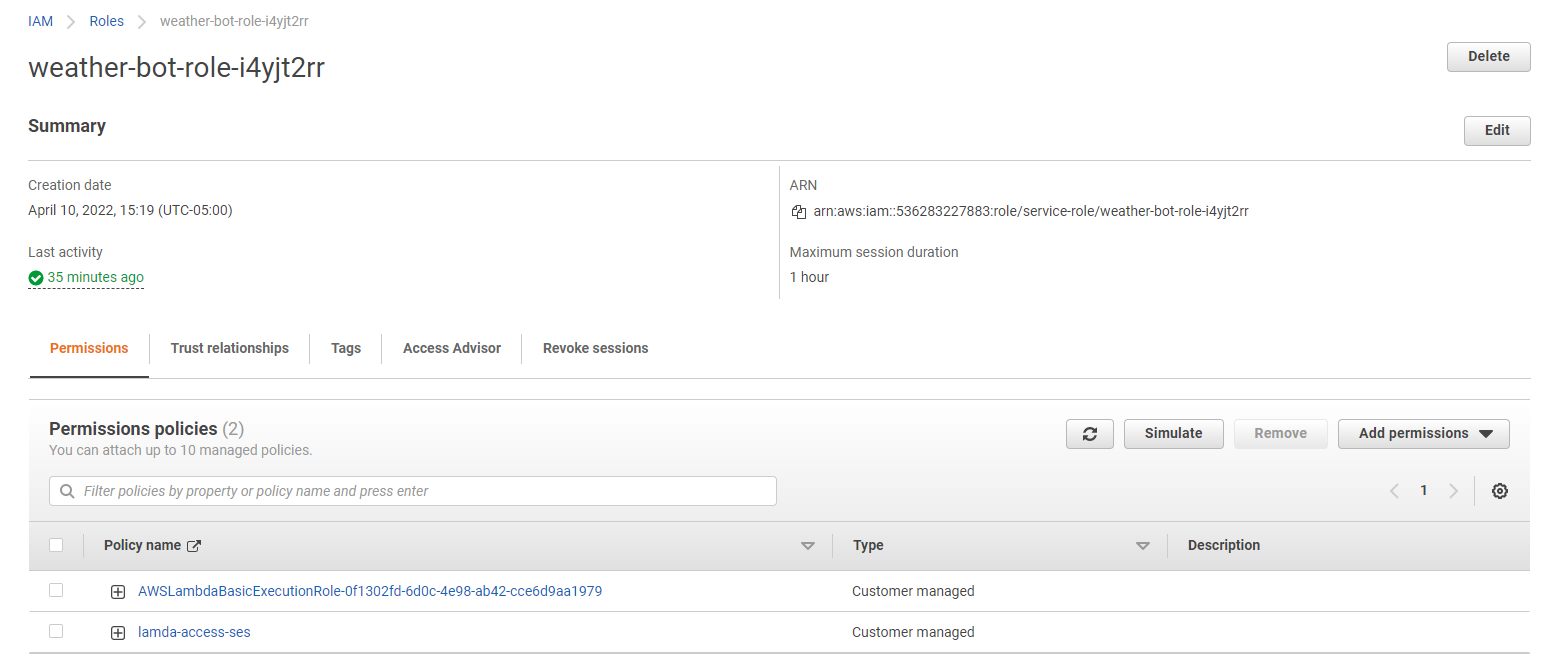 IAM > Roles > weather-bot-role-i4yjt2rr
weather-bot-role-i4yjt2rr
Delete
Summary
Edit
Creation date
April 10, 2022, 15:19 (UTC-05:00)
ARN
arn:aws:iam::536283227883:role/service-role/weather-bot-role-i4yjt2rr
Last activity
35 minutes ago
Maximum session duration
1 hour
Permissions Trust relationships Tags Access Advisor Revoke sessions
Permissions policies (2)
You can attach up to 10 managed policies.
Simulate Remove Add permissions
Filter policies by property or policy name and press enter
1
Policy name Type Description
AWSLambdaBasicExecutionRole-0f1302fd-6d0c-4e98-ab42-cce6d9aa1979 Customer managed
lamda-access-ses Customer managed